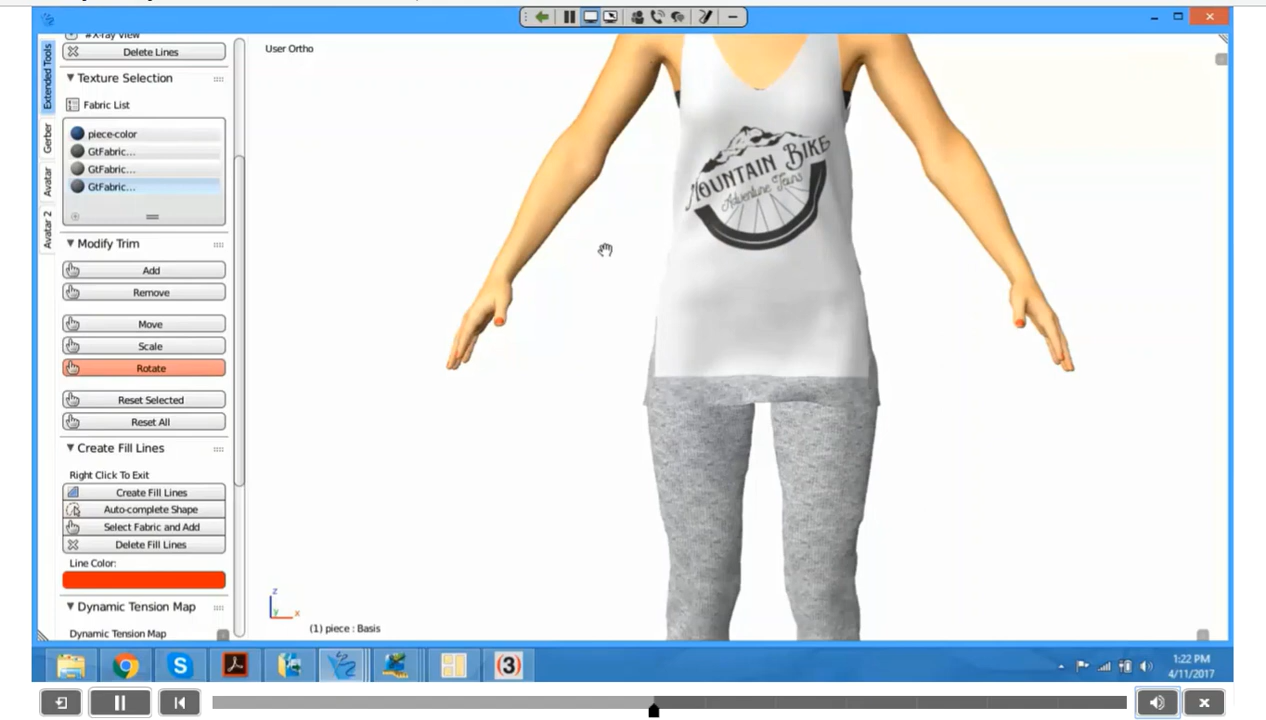 Delete Lines
User Ortho
Extended Tools
Texture Selection
Fabric List
piece-color
GtFabric...
GtFabric...
GtFabric...
Gerber
Avatar
Avatar 2
Modify Trim
Add
Remove
Move
Scale
Rotate
Reset Selected
Reset All
Create Fill Lines
Right Click To Exit
Create Fill Lines
Auto-complete Shape
Select Fabric and Add
Delete Fill Lines
Line Color:
Dynamic Tension Map
Dynamic Tension Map
MOUNTAIN BIKE
Adventure Tours
z
y x
(1) piece : Basis
S
(3)
1:22 PM
4/11/2017